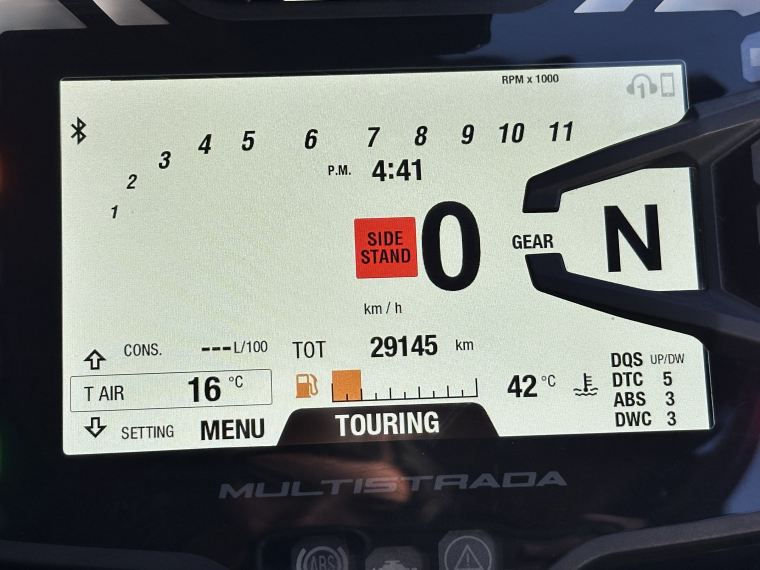 RPM x 1000
1
1 2 3 4 5 6 7 8 9 10 11
P.M. 4:41
SIDE
STAND
0
GEAR N
km / h
CONS. ---L/100
TOT 29145 km
T AIR 16 °C
42 °C
DQS UP/DW
DTC 5
ABS 3
DWC 3
SETTING MENU
TOURING
MULTISTRADA
ABS